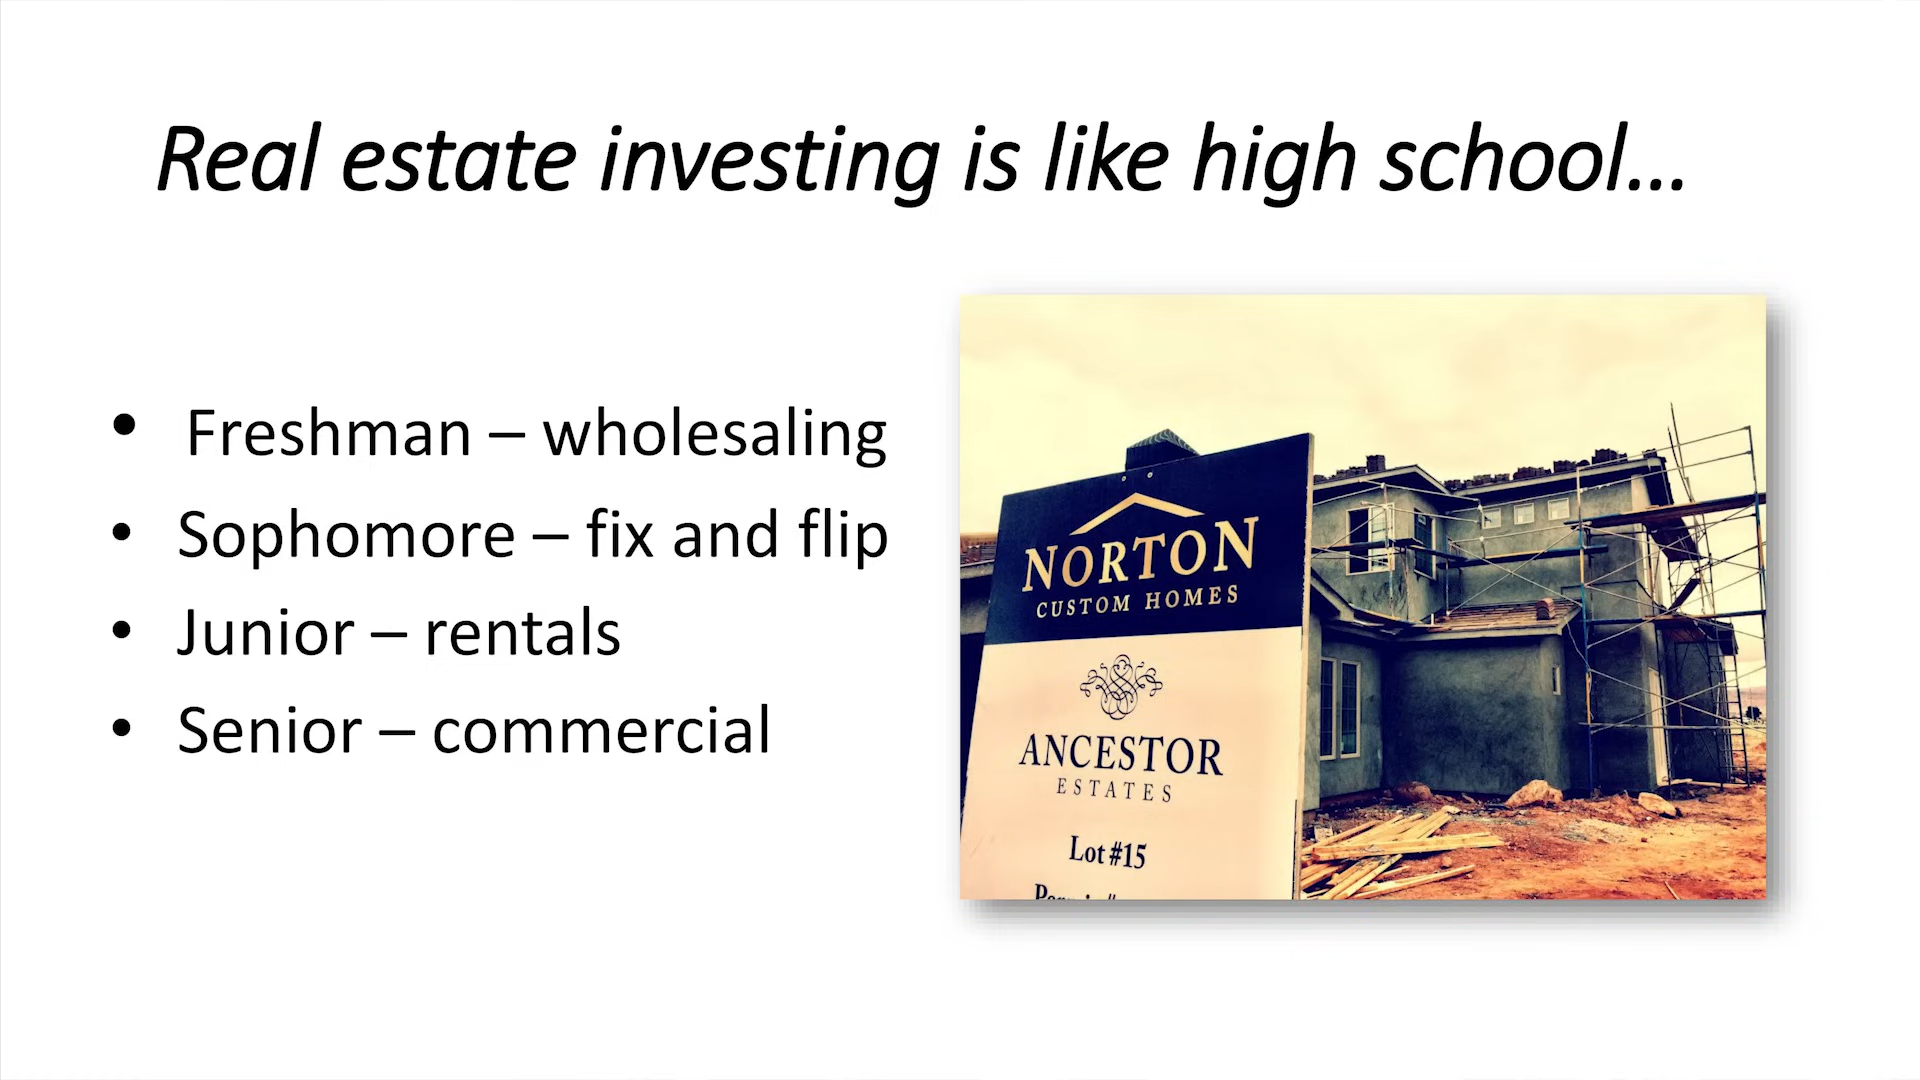 Real estate investing is like high school...
• Freshman – wholesaling
• Sophomore – fix and flip
• Junior – rentals
• Senior – commercial
NORTON
CUSTOM HOMES
ANCESTOR
ESTATES
Lot #15